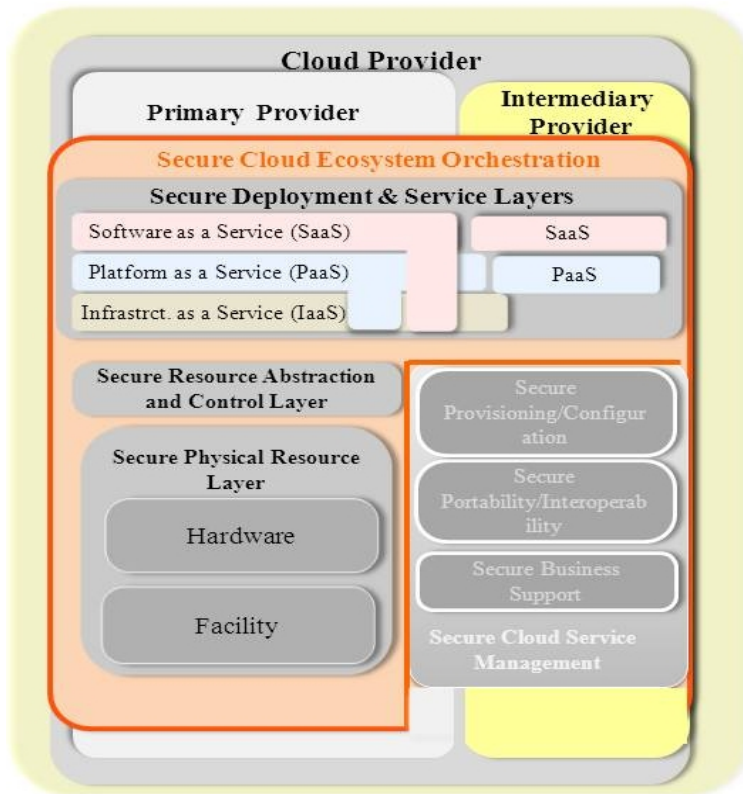 Cloud Provider
Primary Provider
Intermediary
Provider
Secure Cloud Ecosystem Orchestration
Secure Deployment & Service Layers
Software as a Service (SaaS)
SaaS
Platform as a Service (PaaS)
PaaS
Infrastrct. as a Service (IaaS)
Secure Resource Abstraction
and Control Layer
Secure Physical Resource
Layer
Hardware
Facility
Secure
Provisioning/Configur
ation
Secure
Portability/Interoperab
ility
Secure Business
Support
Secure Cloud Service
Management